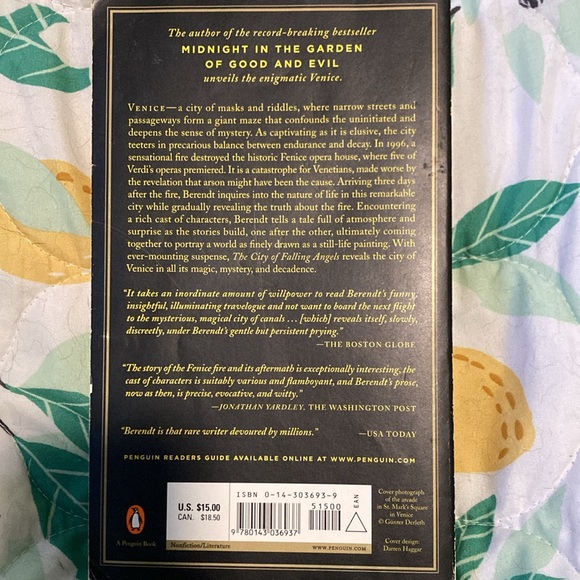 The author of the record-breaking bestseller
MIDNIGHT IN THE GARDEN
OF GOOD AND EVIL
unveils the enigmatic Venice.
VENICE—a city of masks and riddles, where narrow streets and
passageways form a giant maze that confounds the uninitiated and
deepens the sense of mystery. As captivating as it is elusive, the city
teeters in precarious balance between endurance and decay. In 1996, a
sensational fire destroyed the historic Fenice opera house, where five of
Verdi's operas premiered. It is a catastrophe for Venetians, made worse by
the revelation that arson might have been the cause. Arriving three days
after the fire, Berendt inquires into the nature of life in this remarkable
city while gradually revealing the truth about the fire. Encountering
a rich cast of characters, Berendt tells a tale full of atmosphere and
surprise as the stories build, one after the other, ultimately coming
together to portray a world as finely drawn as a still-life painting. With
ever-mounting suspense, The City of Falling Angels reveals the city of
Venice in all its magic, mystery, and decadence.
"It takes an inordinate amount of willpower to read Berendt's funny,
insightful, illuminating travelogue and not want to board the next flight
to the mysterious, magical city of canals . . . [which] reveals itself, slowly,
discreetly, under Berendt's gentle but persistent prying."
—THE BOSTON GLOBE
"The story of the Fenice fire and its aftermath is exceptionally interesting, the
cast of characters is suitably various and flamboyant, and Berendt's prose,
now as then, is precise, evocative, and witty."
—JONATHAN YARDLEY, THE WASHINGTON POST
"Berendt is that rare writer devoured by millions." —USA TODAY
PENGUIN READERS GUIDE AVAILABLE ONLINE AT WWW.PENGUIN.COM
A Penguin Book
U.S. $15.00
CAN. $18.50
Nonfiction/Literature
ISBN 0-14-303693-9
51500
9 780143 036937
EAN
WWW.PENGUIN.COM
Cover photograph
of the arcade
in St. Mark's Square
in Venice
© Günter Derleth
Cover design:
Darren Haggar